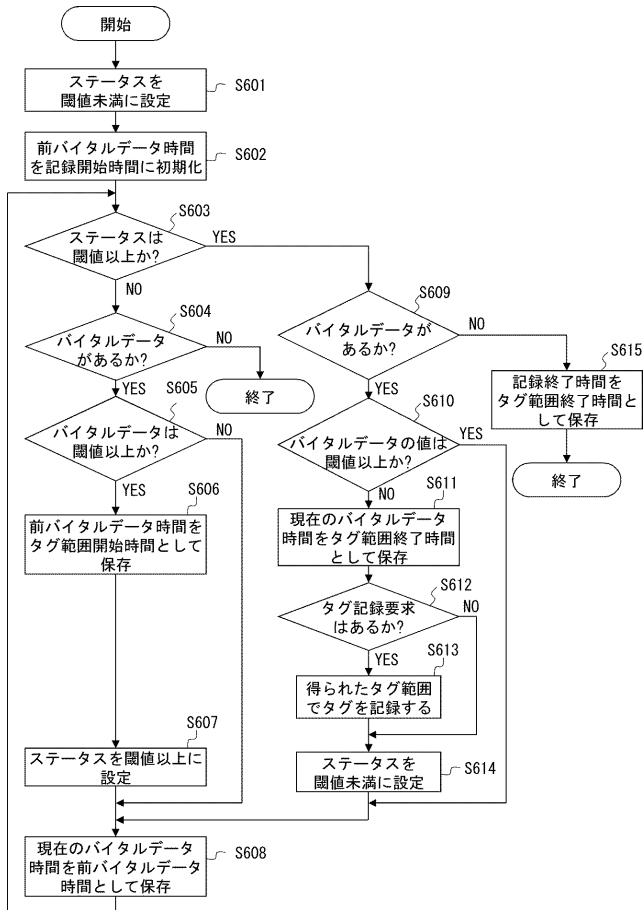 開始
ステータスを
閾値未満に設定
S601
前バイタルデータ時間
を記録開始時間に初期化
S602
S603
ステータスは
閾値以上か?
YES
NO
S604
バイタルデータ
があるか?
NO
YES
終了
S605
バイタルデータは
閾値以上か?
NO
YES
S606
前バイタルデータ時間を
タグ範囲開始時間として
保存
S607
ステータスを閾値以上に
設定
現在のバイタルデータ
時間を前バイタルデータ
時間として保存
S608
S609
バイタルデータが
あるか?
NO
YES
S615
記録終了時間を
タグ範囲終了時間と
して保存
終了
S610
バイタルデータの値は
閾値以上か?
YES
NO
S611
現在のバイタルデータ
時間をタグ範囲終了時間
として保存
S612
タグ記録要求
はあるか?
NO
YES
S613
得られたタグ範囲
でタグを記録する
ステータスを
閾値未満に設定
S614